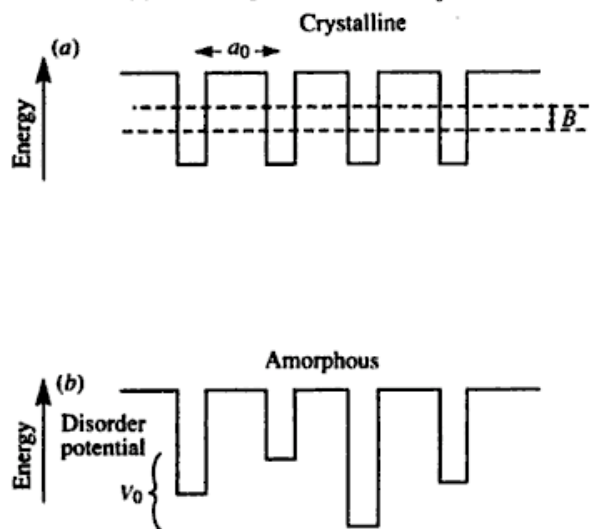 Crystalline
(a)
a0
Energy
B
Amorphous
(b)
Disorder
potential
Energy
V0